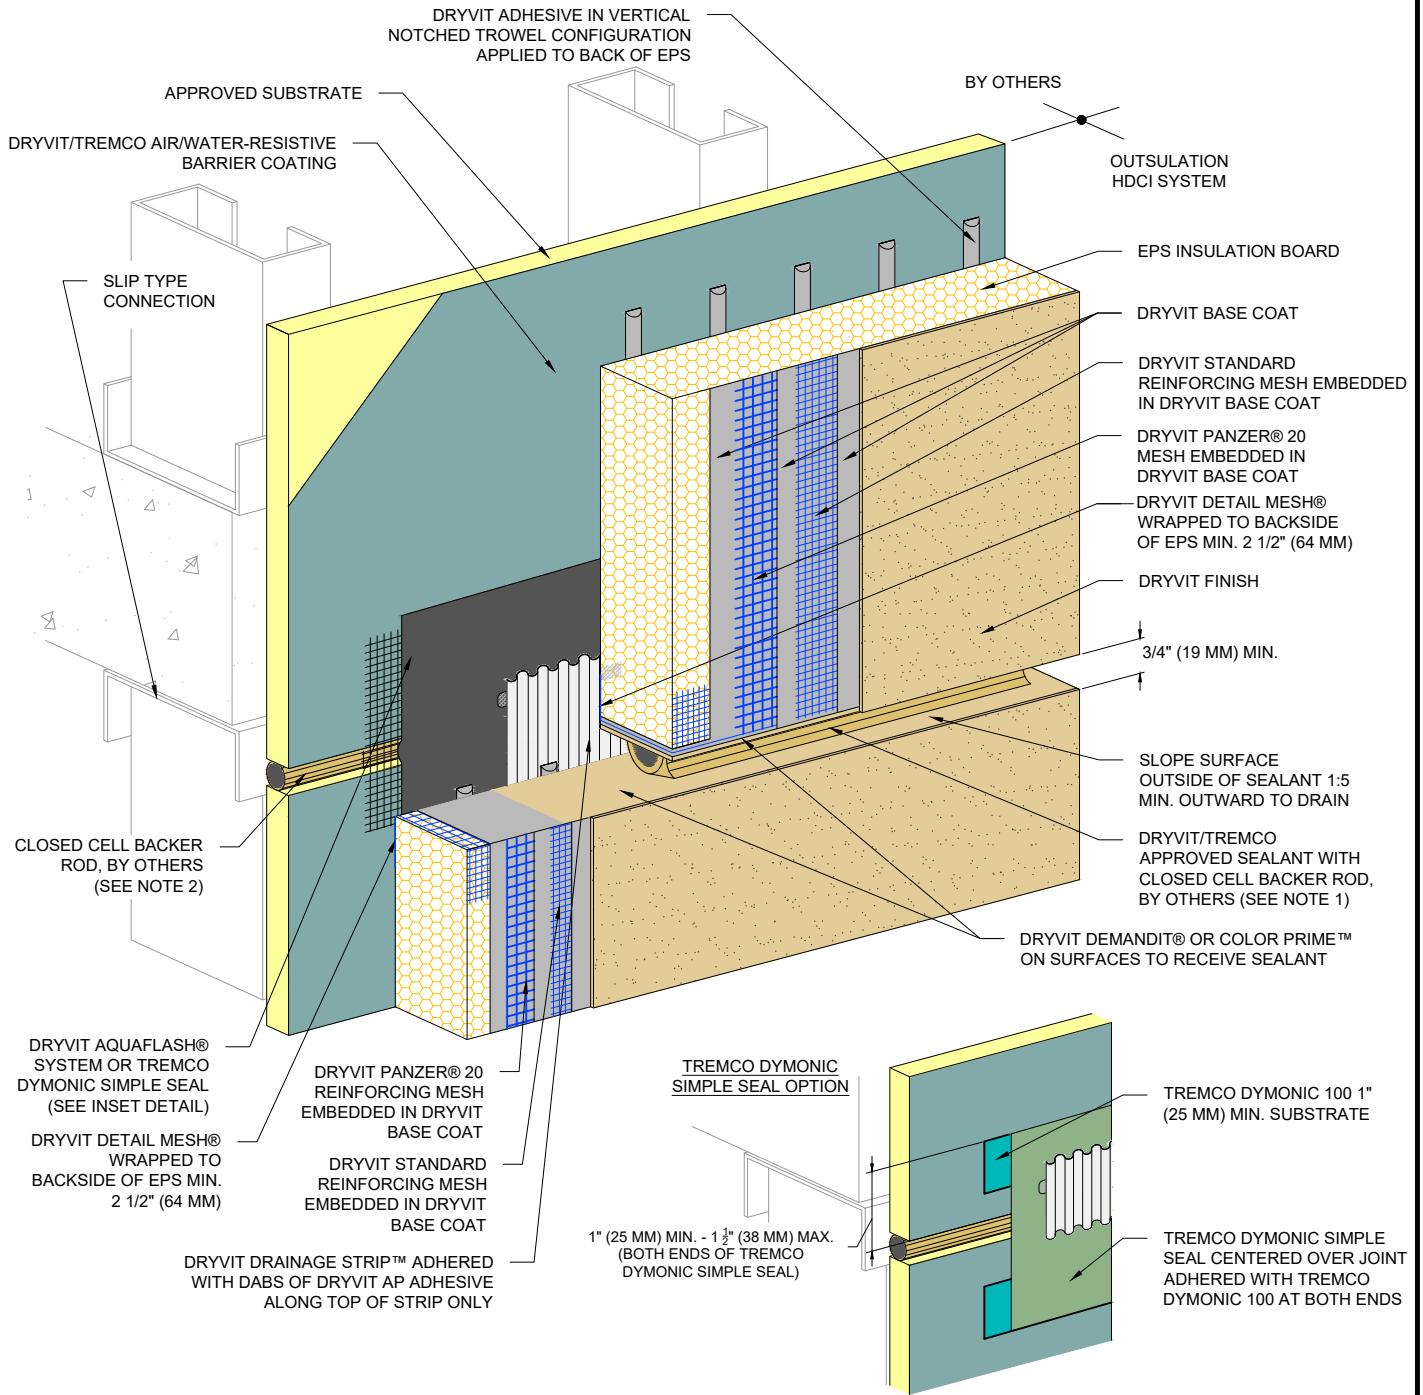 DRYVIT ADHESIVE IN VERTICAL
NOTCHED TROWEL CONFIGURATION
APPLIED TO BACK OF EPS
BY OTHERS
APPROVED SUBSTRATE
DRYVIT/TREMCO AIR/WATER-RESISTIVE
BARRIER COATING
OUTSULATION
HDCI SYSTEM
SLIP TYPE
CONNECTION
EPS INSULATION BOARD
DRYVIT BASE COAT
DRYVIT STANDARD
REINFORCING MESH EMBEDDED
IN DRYVIT BASE COAT
DRYVIT PANZER® 20
MESH EMBEDDED IN
DRYVIT BASE COAT
DRYVIT DETAIL MESH®
WRAPPED TO BACKSIDE
OF EPS MIN. 2 1/2" (64 MM)
DRYVIT FINISH
3/4" (19 MM) MIN.
SLOPE SURFACE
OUTSIDE OF SEALANT 1:5
MIN. OUTWARD TO DRAIN
DRYVIT/TREMCO
APPROVED SEALANT WITH
CLOSED CELL BACKER ROD,
BY OTHERS (SEE NOTE 1)
DRYVIT DEMANDIT® OR COLOR PRIME™
ON SURFACES TO RECEIVE SEALANT
CLOSED CELL BACKER
ROD, BY OTHERS
(SEE NOTE 2)
DRYVIT AQUAFLASH®
SYSTEM OR TREMCO
DYMONIC SIMPLE SEAL
(SEE INSET DETAIL)
DRYVIT DETAIL MESH®
WRAPPED TO
BACKSIDE OF EPS MIN.
2 1/2" (64 MM)
DRYVIT PANZER® 20
REINFORCING MESH
EMBEDDED IN DRYVIT
BASE COAT
DRYVIT STANDARD
REINFORCING MESH
EMBEDDED IN DRYVIT
BASE COAT
DRYVIT DRAINAGE STRIP™ ADHERED
WITH DABS OF DRYVIT AP ADHESIVE
ALONG TOP OF STRIP ONLY
TREMCO DYMONIC
SIMPLE SEAL OPTION
TREMCO DYMONIC 100 1"
(25 MM) MIN. SUBSTRATE
1" (25 MM) MIN. - 1 1/2" (38 MM) MAX.
(BOTH ENDS OF TREMCO
DYMONIC SIMPLE SEAL)
TREMCO DYMONIC SIMPLE
SEAL CENTERED OVER JOINT
ADHERED WITH TREMCO
DYMONIC 100 AT BOTH ENDS